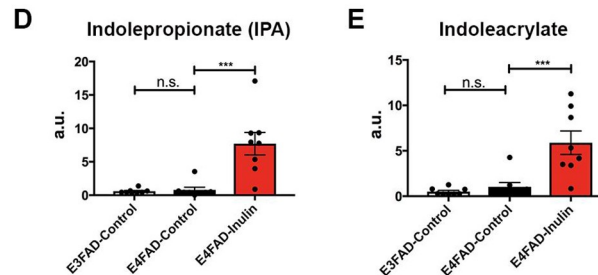 D
Indolepropionate (IPA)
a.u.
20
15
10
5
0
n.s.
***
E3FAD-Control
E4FAD-Control
E4FAD-Inulin
E
Indoleacrylate
a.u.
15
10
5
0
n.s.
***
E3FAD-Control
E4FAD-Control
E4FAD-Inulin